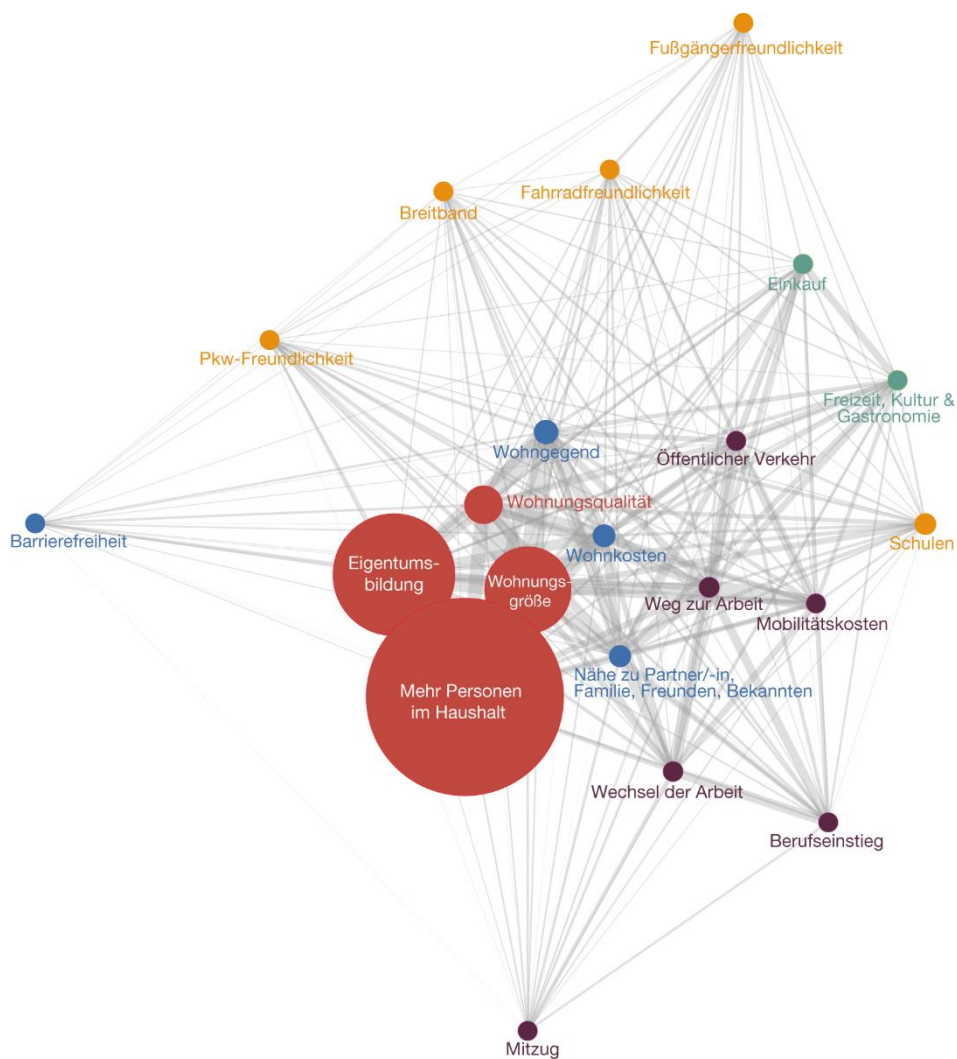 Fußgängerfreundlichkeit
Fahrradfreundlichkeit
Breitband
Einkauf
Pkw-Freundlichkeit
Freizeit, Kultur &
Gastronomie
Wohngegend
Öffentlicher Verkehr
Wohnungsqualität
Barrierefreiheit
Wohnkosten
Schulen
Eigentums-
bildung
Wohnungs-
größe
Weg zur Arbeit
Mobilitätskosten
Nähe zu Partner/-in,
Familie, Freunden, Bekannten
Mehr Personen
im Haushalt
Wechsel der Arbeit
Berufseinstieg
Mitzug